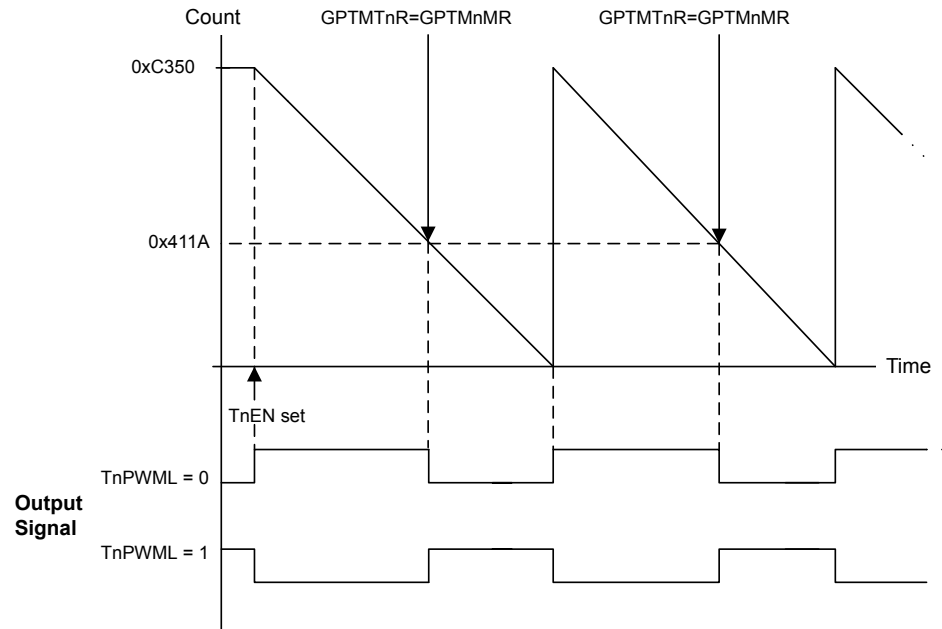 Count
GPTMTnR=GPTMnMR
GPTMTnR=GPTMnMR
0xC350
0x411A
Time
TnEN set
TnPWML = 0
Output
Signal
TnPWML = 1